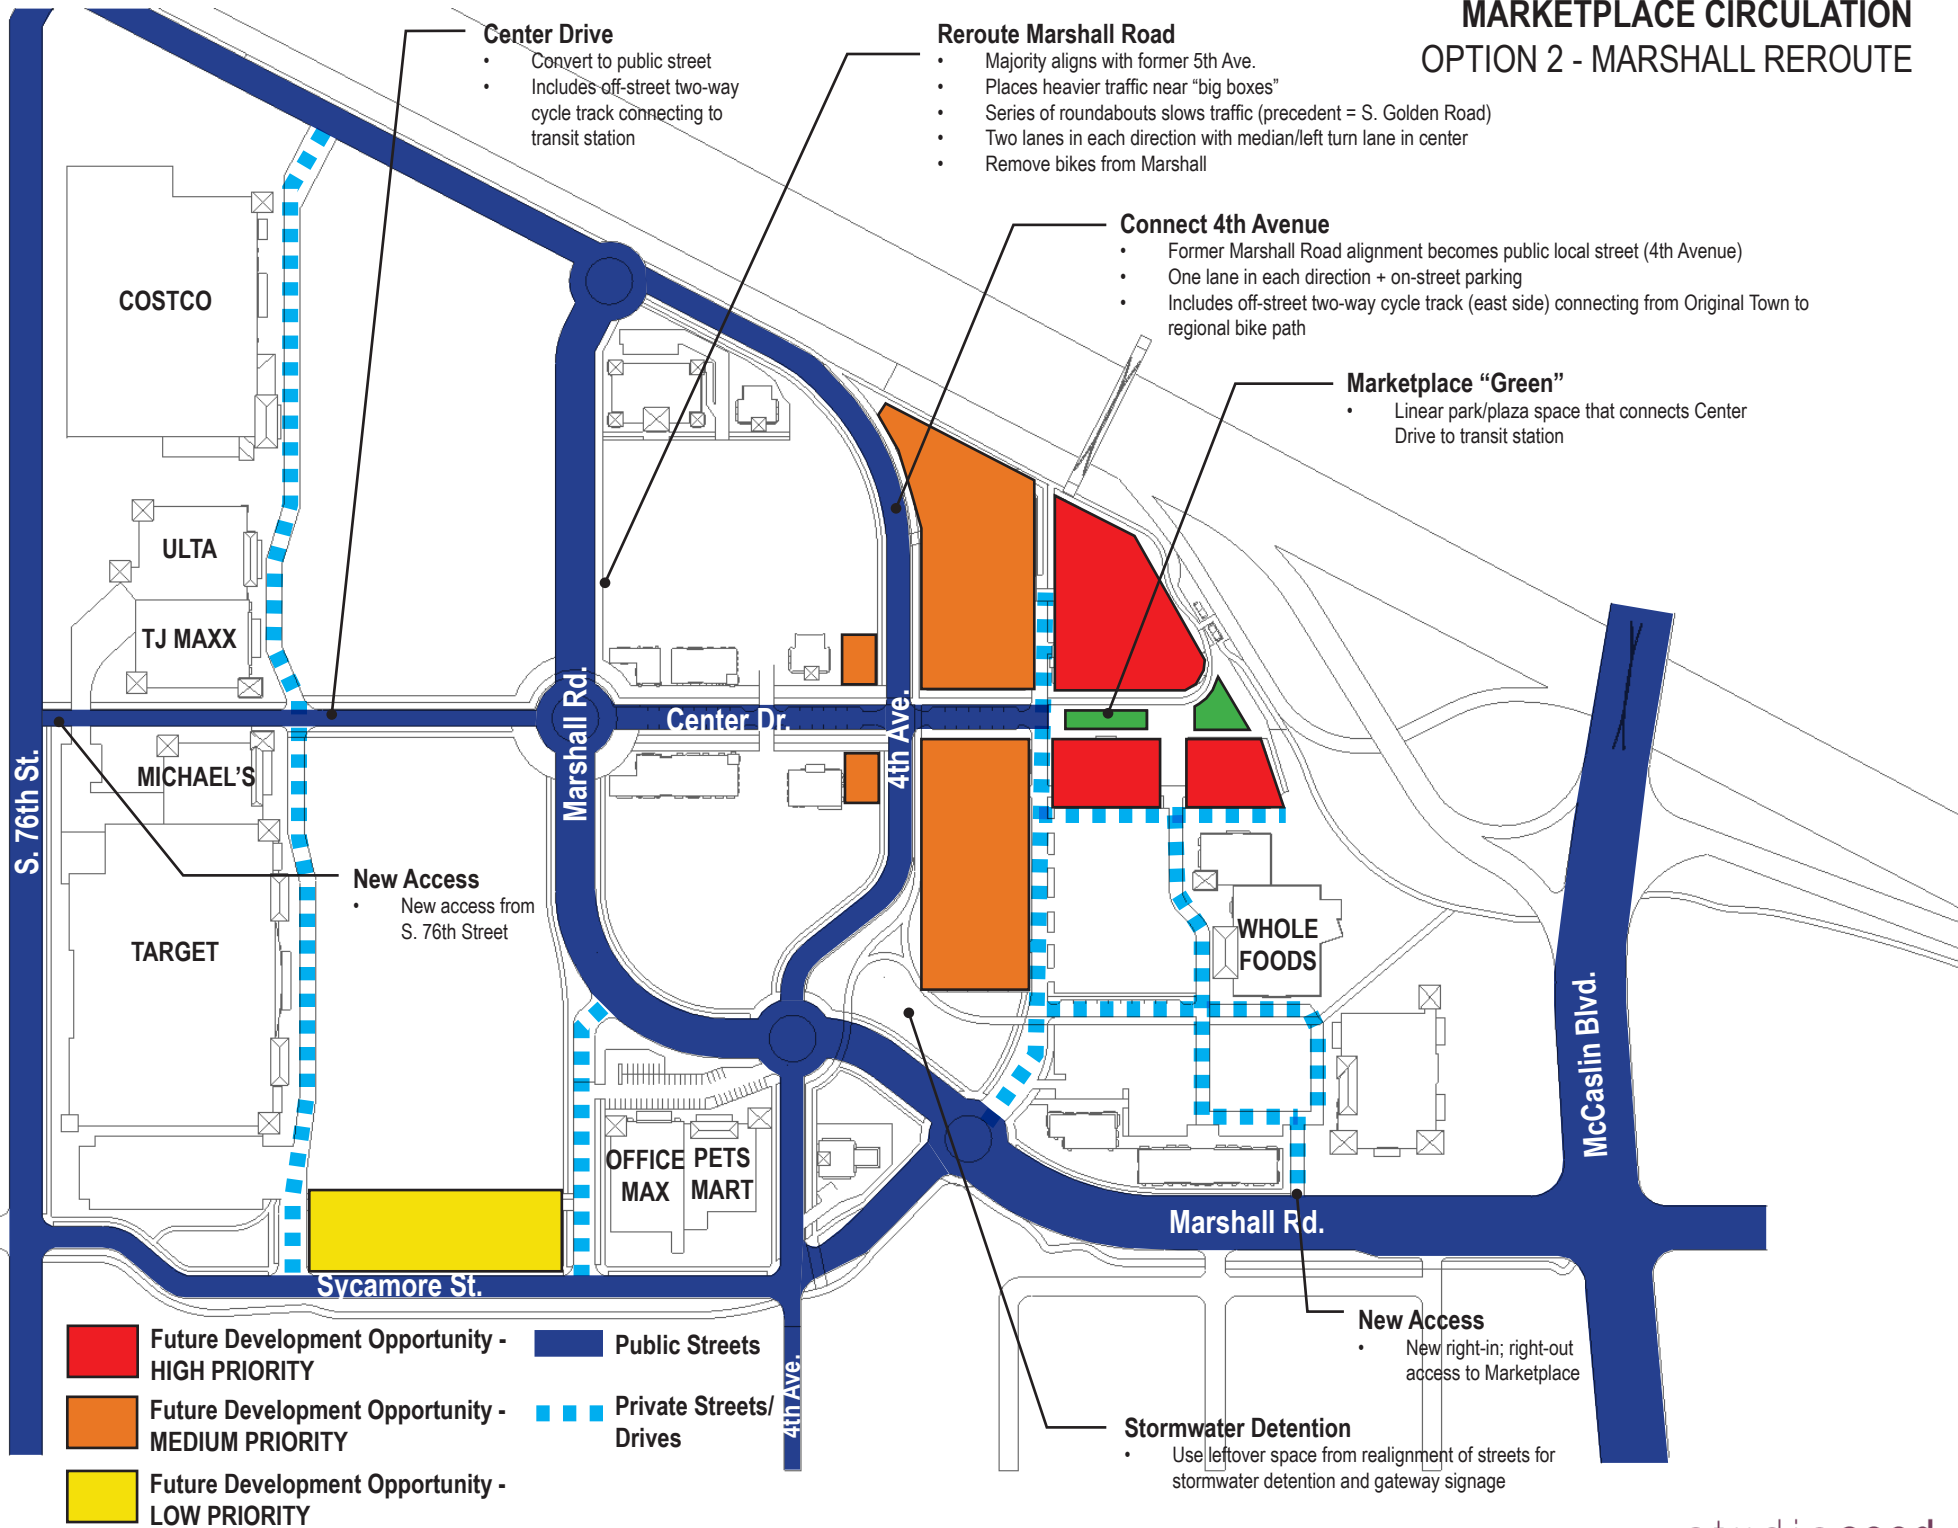 MARKETPLACE CIRCULATION
OPTION 2 - MARSHALL REROUTE
Center Drive
• Convert to public street
• Includes off-street two-way
cycle track connecting to
transit station
Reroute Marshall Road
• Majority aligns with former 5th Ave.
• Places heavier traffic near “big boxes”
• Series of roundabouts slows traffic (precedent = S. Golden Road)
• Two lanes in each direction with median/left turn lane in center
• Remove bikes from Marshall
Connect 4th Avenue
• Former Marshall Road alignment becomes public local street (4th Avenue)
• One lane in each direction + on-street parking
• Includes off-street two-way cycle track (east side) connecting from Original Town to
regional bike path
Marketplace “Green”
• Linear park/plaza space that connects Center
Drive to transit station
COSTCO
ULTA
TJ MAXX
MICHAEL'S
TARGET
S. 76th St.
Marshall Rd.
Center Dr.
4th Ave.
New Access
• New access from
S. 76th Street
WHOLE
FOODS
McCaslin Blvd.
OFFICE
MAX
PETS
MART
Marshall Rd.
Sycamore St.
4th Ave.
New Access
• New right-in; right-out
access to Marketplace
Stormwater Detention
• Use leftover space from realignment of streets for
stormwater detention and gateway signage
Future Development Opportunity -
HIGH PRIORITY
Future Development Opportunity -
MEDIUM PRIORITY
Future Development Opportunity -
LOW PRIORITY
Public Streets
Private Streets/
Drives